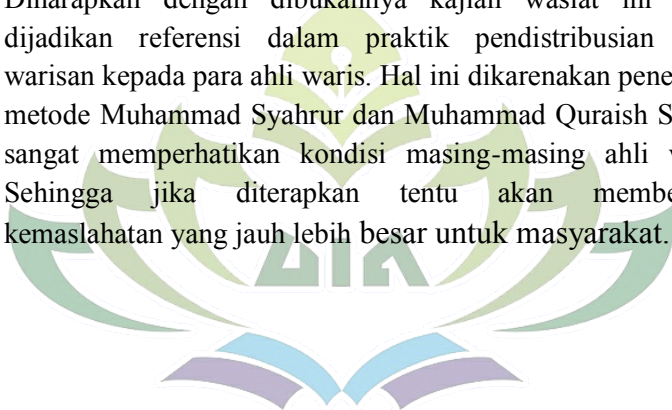 Diharapkan dengan dibukanya kajian wasiat ini
dijadikan referensi dalam praktik pendistribusian
warisan kepada para ahli waris. Hal ini dikarenakan pene
metode Muhammad Syahrur dan Muhammad Quraish S
sangat memperhatikan kondisi masing-masing ahli w
Sehingga jika diterapkan tentu akan membe
kemaslahatan yang jauh lebih besar untuk masyarakat.